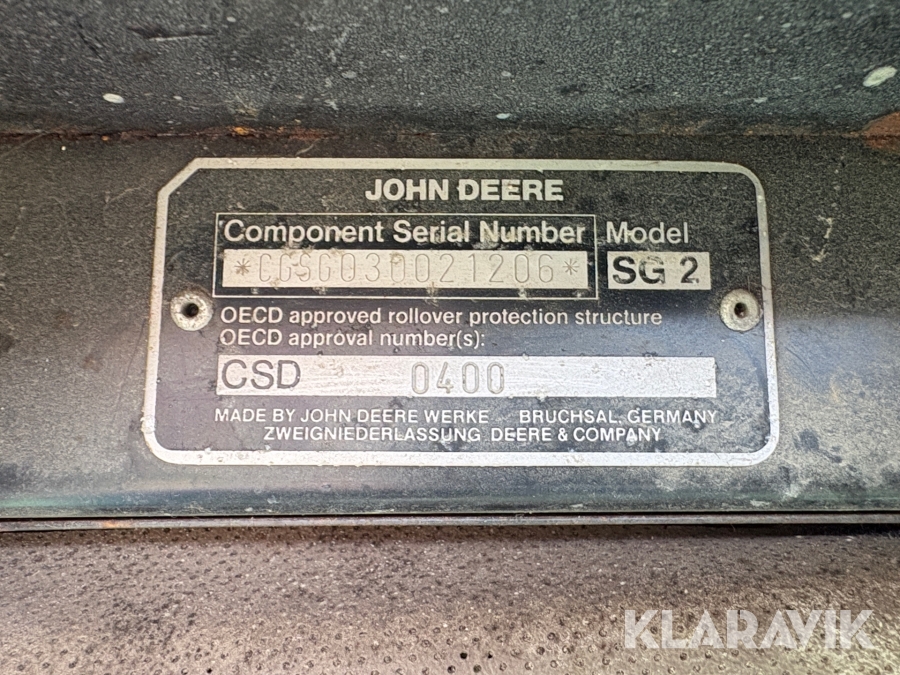 JOHN DEERE
Component Serial Number Model
*CGSG030021206* SG 2
OECD approved rollover protection structure
OECD approval number(s):
CSD 0400
MADE BY JOHN DEERE WERKE BRUCHSAL, GERMANY
ZWEIGNIEDERLASSUNG DEERE & COMPANY
KLARAVIK